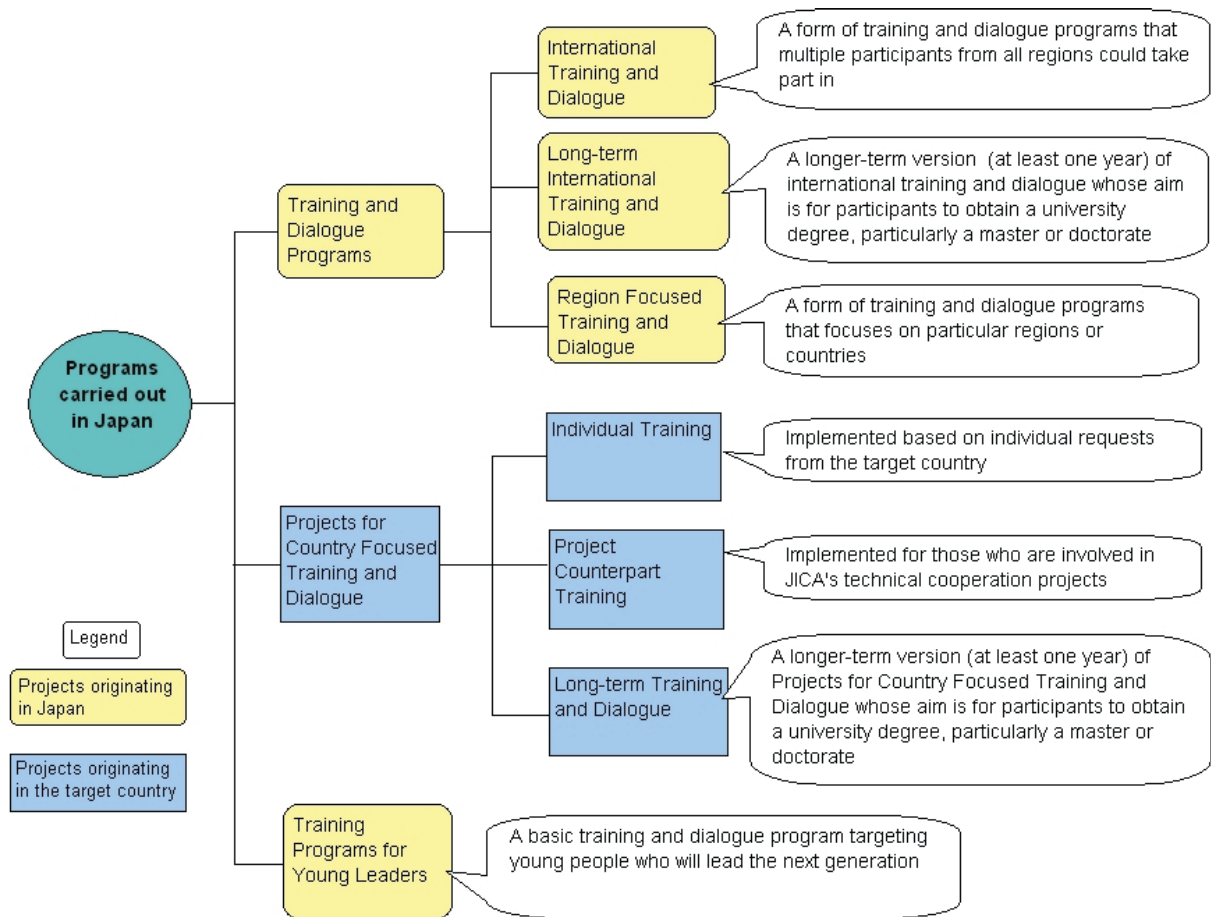 Programs
carried out
in Japan
Training and
Dialogue
Programs
International
Training and
Dialogue
A form of training and dialogue programs that
multiple participants from all regions could take
part in
Long-term
International
Training and
Dialogue
A longer-term version (at least one year) of
international training and dialogue whose aim
is for participants to obtain a university
degree, particularly a master or doctorate
Region Focused
Training and
Dialogue
A form of training and dialogue programs
that focuses on particular regions or
countries
Projects for
Country Focused
Training and
Dialogue
Individual Training
Implemented based on individual requests
from the target country
Project
Counterpart
Training
Implemented for those who are involved in
JICA's technical cooperation projects
Long-term Training
and Dialogue
A longer-term version (at least one year) of
Projects for Country Focused Training and
Dialogue whose aim is for participants to obtain
a university degree, particularly a master or
doctorate
Training
Programs for
Young Leaders
A basic training and dialogue program targeting
young people who will lead the next generation
Legend
Projects originating
in Japan
Projects originating
in the target country